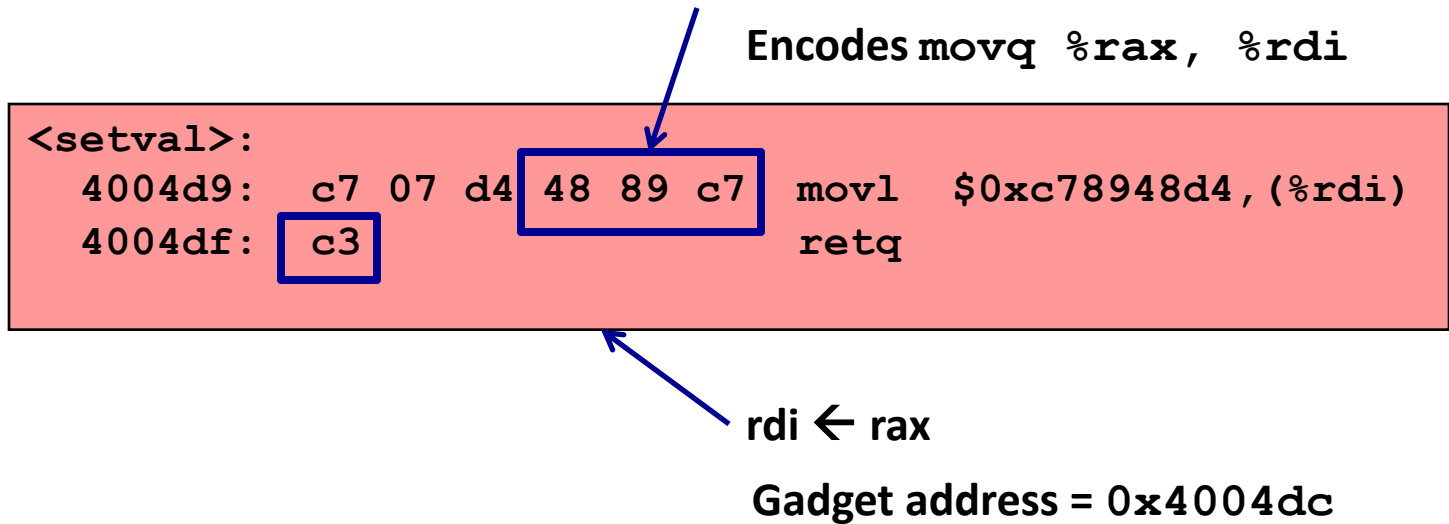 Encodes movq %rax, %rdi
<setval>:
4004d9: c7 07 d4 48 89 c7 movl $0xc78948d4,(%rdi)
4004df: c3 retq
rdi ← rax
Gadget address = 0x4004dc